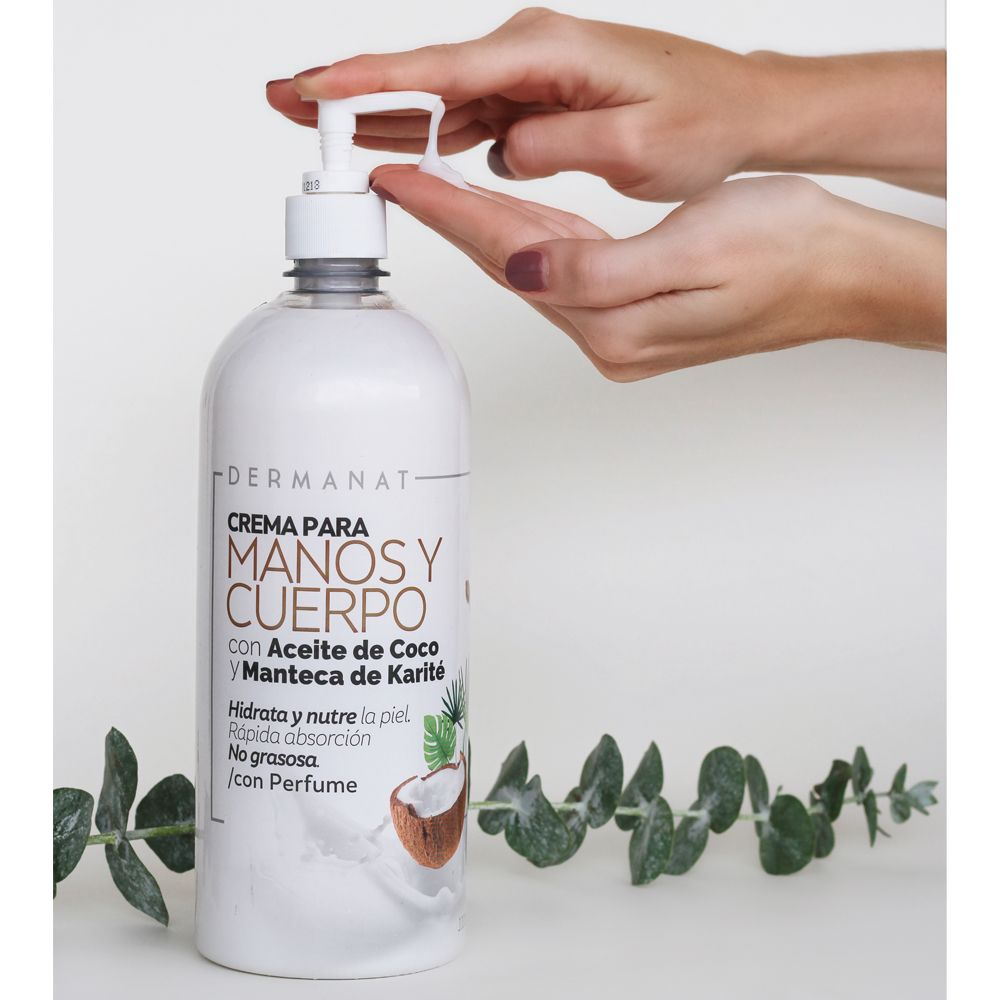 1218
DERMANAT
CREMA PARA
MANOS Y
CUERPO
con Aceite de Coco
y Manteca de Karité
Hidrata y nutre la piel.
Rápida absorción
No grasosa.
/con Perfume